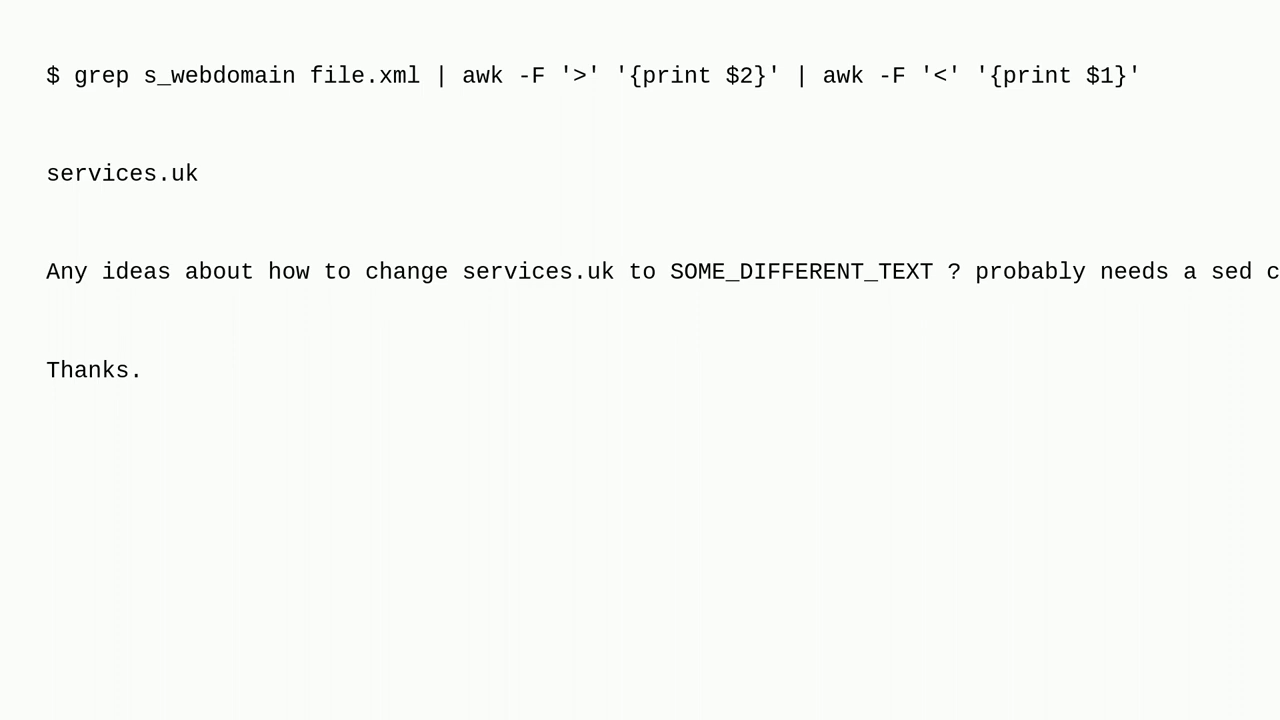 $ grep s_webdomain file.xml | awk -F '>' '{print $2}' | awk -F '<' '{print $1}'
services.uk
Any ideas about how to change services.uk to SOME_DIFFERENT_TEXT ? probably needs a sed
Thanks.